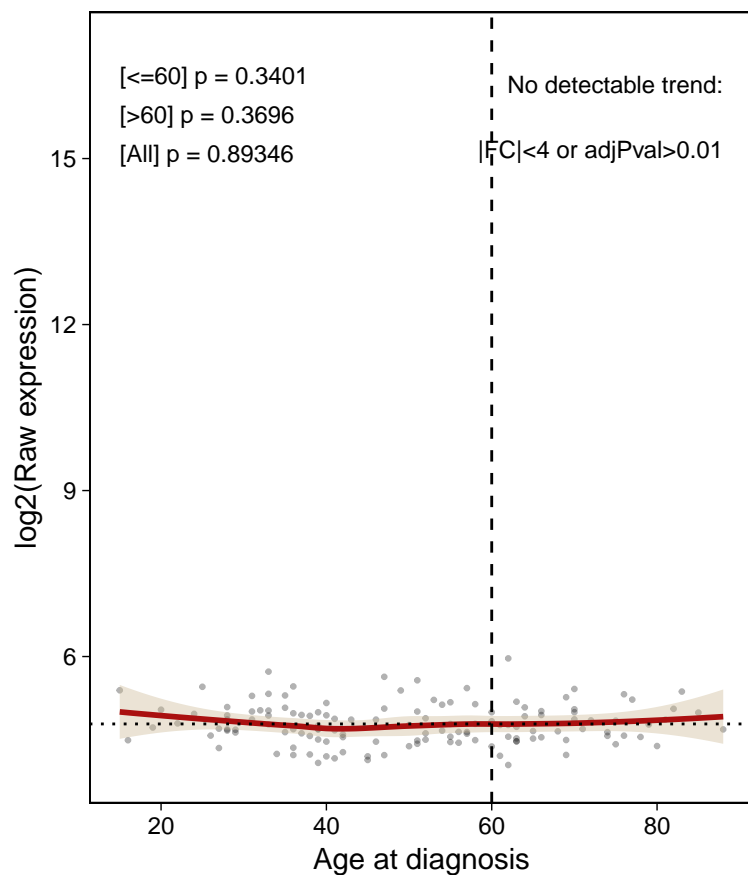 [<=60] p = 0.3401
[>60] p = 0.3696
[All] p = 0.89346
No detectable trend:
|FC|<4 or adjPval>0.01
log2(Raw expression)
15
12
9
6
20 40 60 80
Age at diagnosis